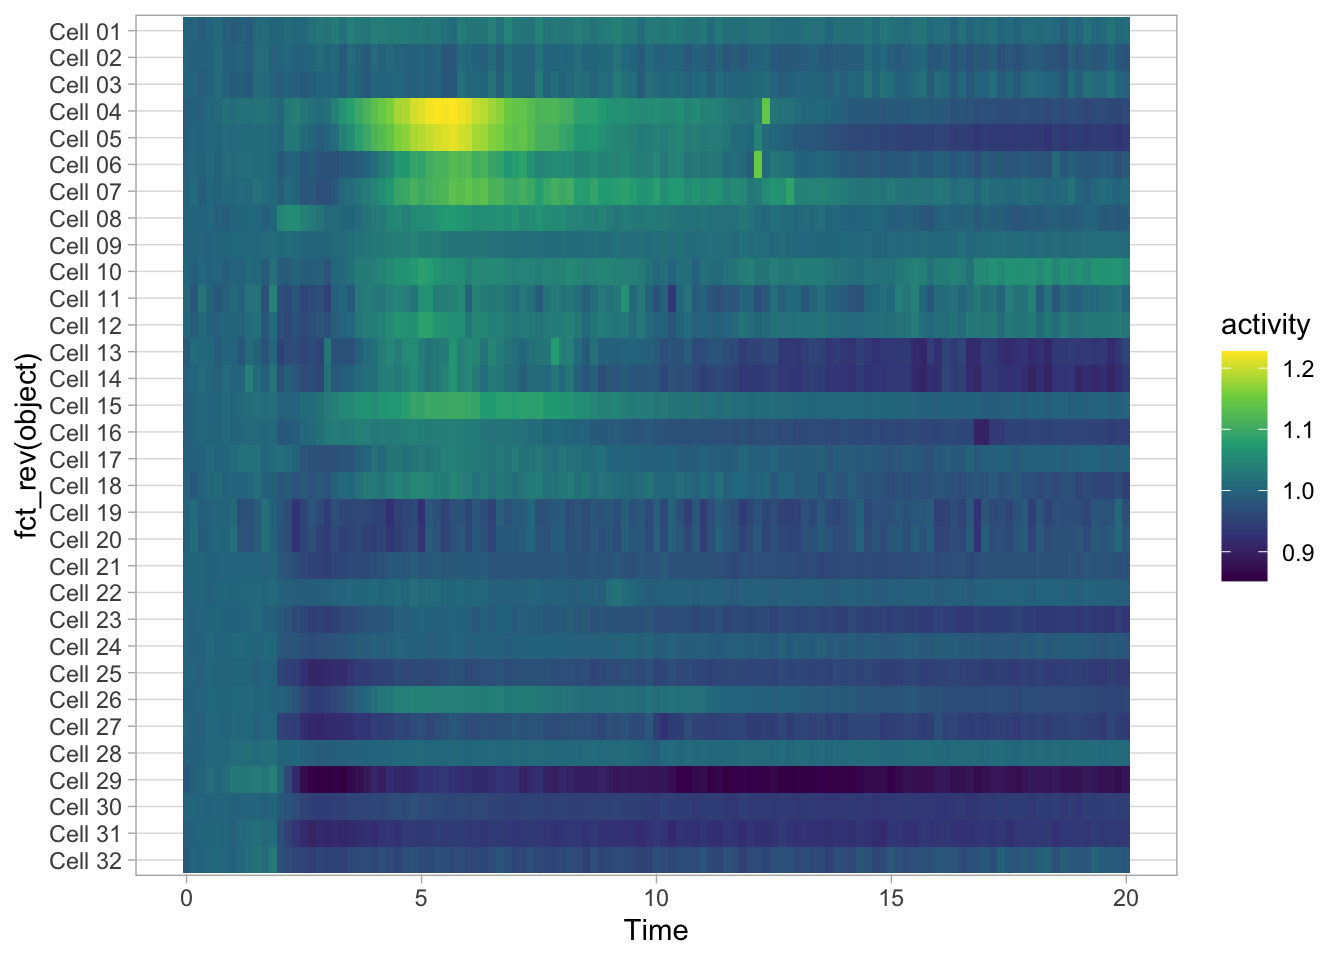 Cell 01
Cell 02
Cell 03
Cell 04
Cell 05
Cell 06
Cell 07
Cell 08
Cell 09
Cell 10
Cell 11
Cell 12
Cell 13
Cell 14
Cell 15
Cell 16
Cell 17
Cell 18
Cell 19
Cell 20
Cell 21
Cell 22
Cell 23
Cell 24
Cell 25
Cell 26
Cell 27
Cell 28
Cell 29
Cell 30
Cell 31
Cell 32
fct_rev(object)
0 5 10 15 20
Time
activity
1.2
1.1
1.0
0.9